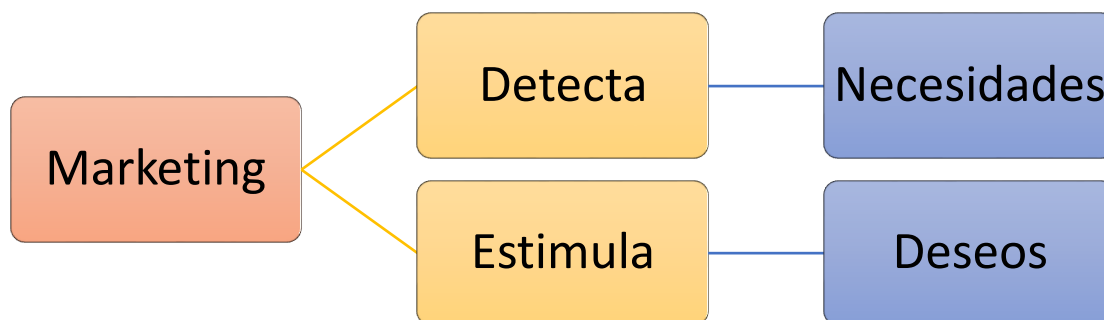 Marketing
Detecta
Necesidades
Estimula
Deseos